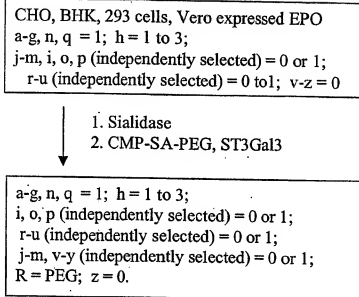 CHO, BHK, 293 cells, Vero expressed EPO
a-g, n, q = 1; h = 1 to 3;
j-m, i, o, p (independently selected) = 0 or 1;
r-u (independently selected) = 0 to1; v-z = 0
1. Sialidase
2. CMP-SA-PEG, ST3Gal3
a-g, n, q = 1; h = 1 to 3;
i, o, p (independently selected) = 0 or 1;
r-u (independently selected) = 0 or 1;
j-m, v-y (independently selected) = 0 or 1;
R = PEG; z = 0.